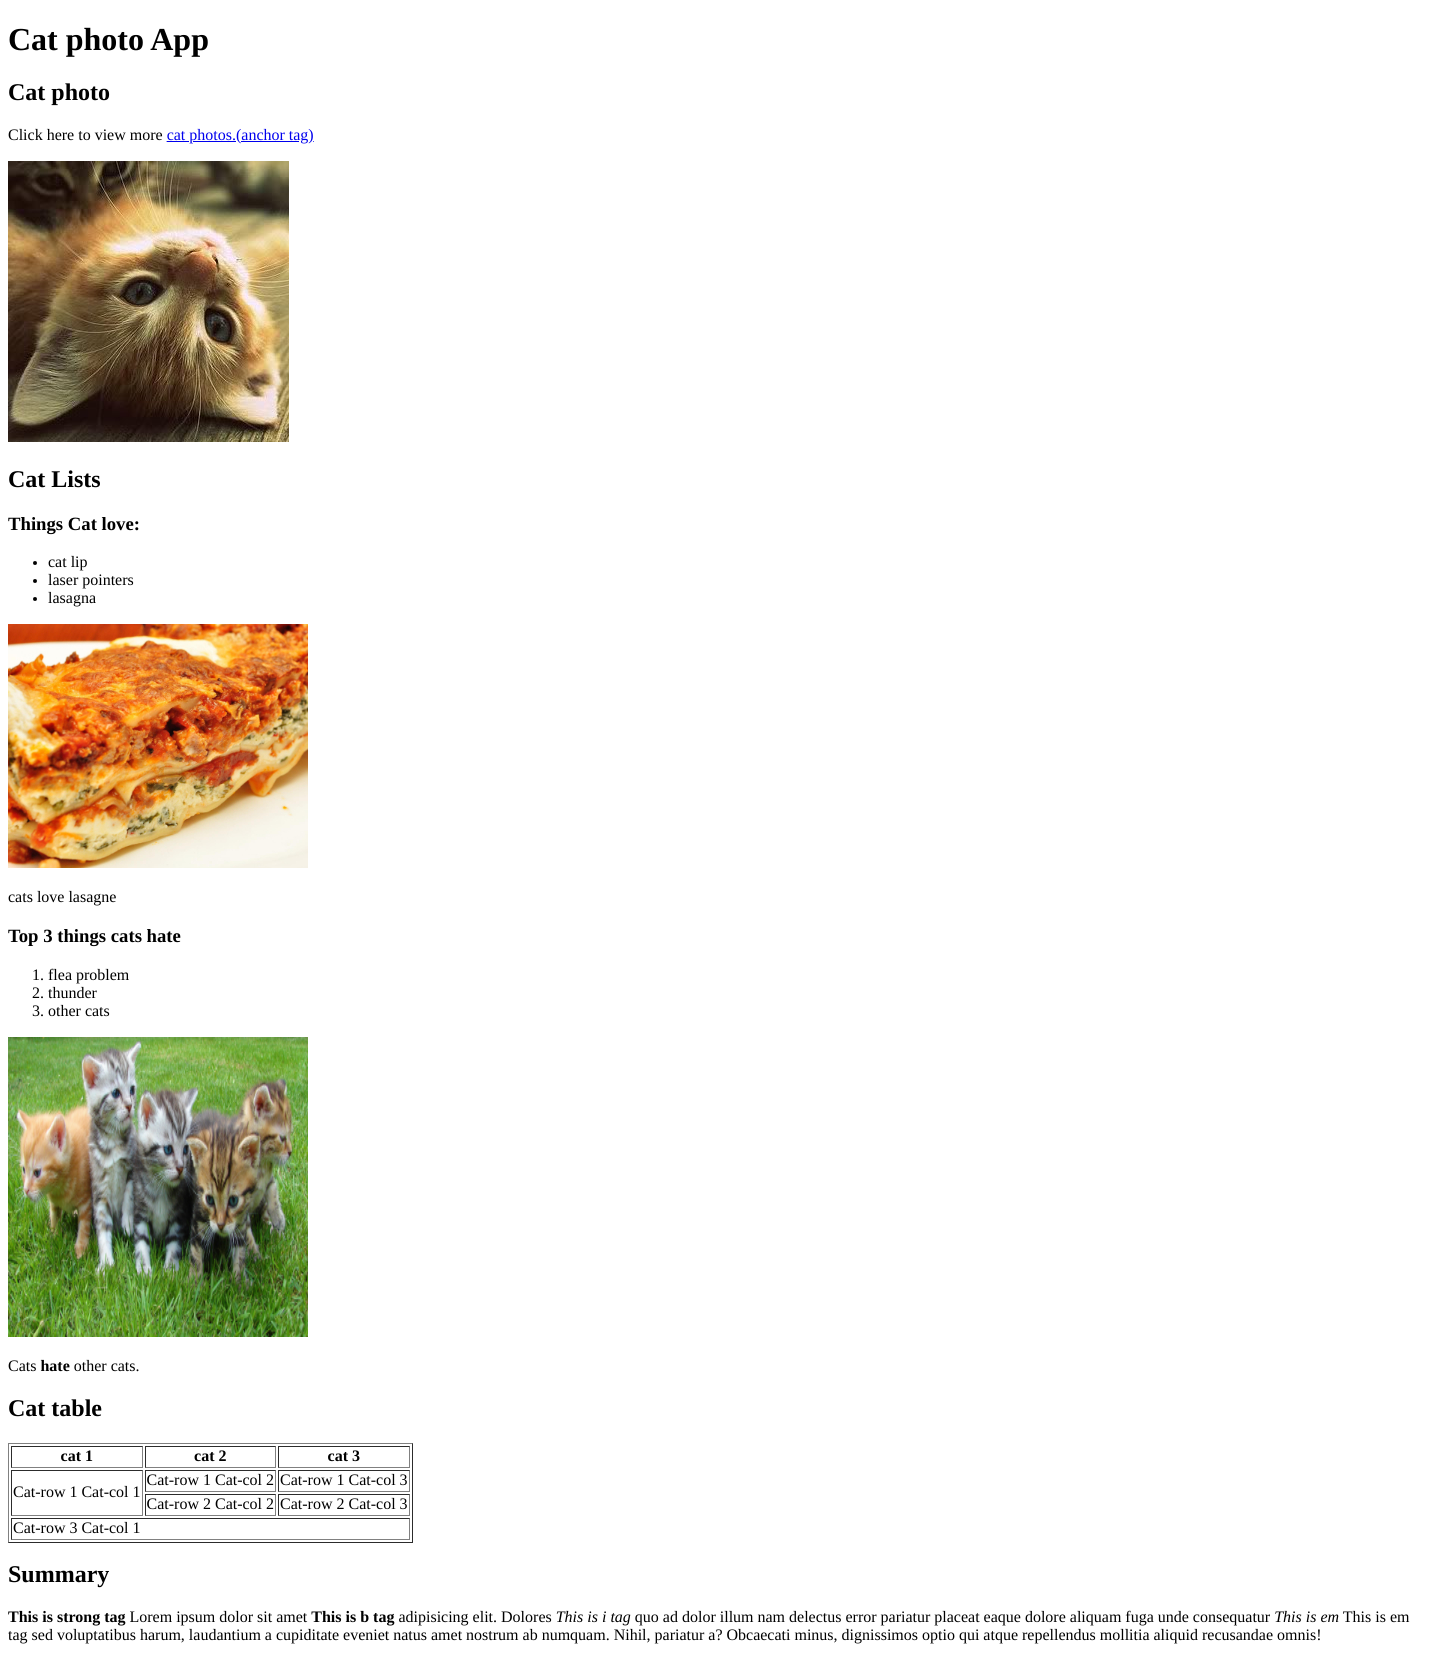 Cat photo App
Cat photo
Click here to view more cat photos.(anchor tag)
Cat Lists
Things Cat love:
• cat lip
• laser pointers
• lasagna
cats love lasagne
Top 3 things cats hate
1. flea problem
2. thunder
3. other cats
Cats hate other cats.
Cat table
cat 1 cat 2 cat 3
Cat-row 1 Cat-col 1 Cat-row 1 Cat-col 2 Cat-row 1 Cat-col 3
Cat-row 2 Cat-col 2 Cat-row 2 Cat-col 3
Cat-row 3 Cat-col 1
Summary
This is strong tag Lorem ipsum dolor sit amet This is b tag adipisicing elit. Dolores This is i tag quo ad dolor illum nam delectus error pariatur placeat eaque dolore aliquam fuga unde consequatur This is em This is em
tag sed voluptatibus harum, laudantium a cupiditate eveniet natus amet nostrum ab numquam. Nihil, pariatur a? Obcaecati minus, dignissimos optio qui atque repellendus mollitia aliquid recusandae omnis!